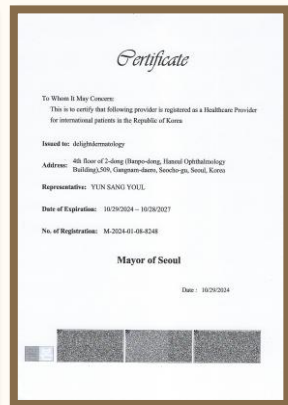 Certificate
To Whom It May Concern:
This is to certify that following provider is registered as a Healthcare Provider
for international patients in the Republic of Korea
Issued to: delightdermatology
Address: 4th floor of 2-dong (Banpo-dong, Haneul Ophthalmology
Building),509, Gangnam-daero, Seocho-gu, Seoul, Korea
Representative: YUN SANG YOUL
Date of Expiration: 10/29/2024 ~ 10/28/2027
No. of Registration: M-2024-01-08-8248
Mayor of Seoul
Date : 10/29/2024